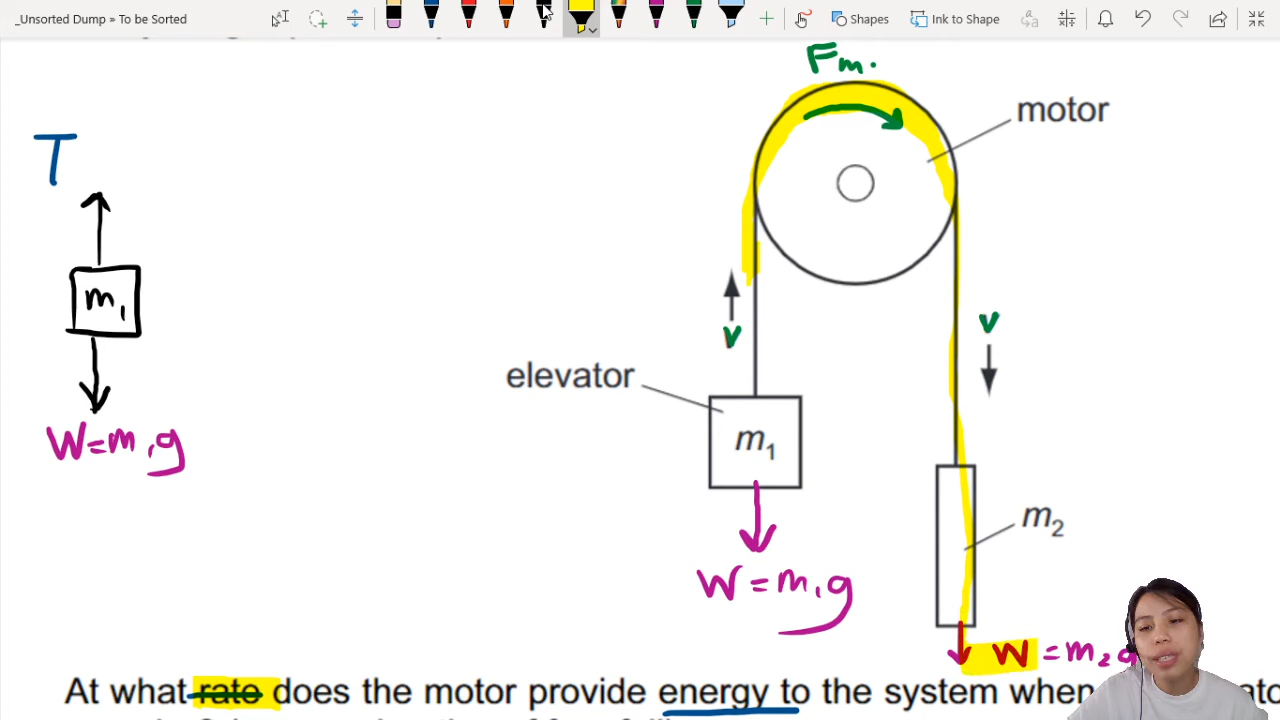 _Unsorted Dump » To be Sorted
Shapes
Ink to Shape
Fm.
motor
T
m1
W=m1g
v
v
elevator
m1
m2
W=m1g
W=m2g
At what rate does the motor provide energy to the system when